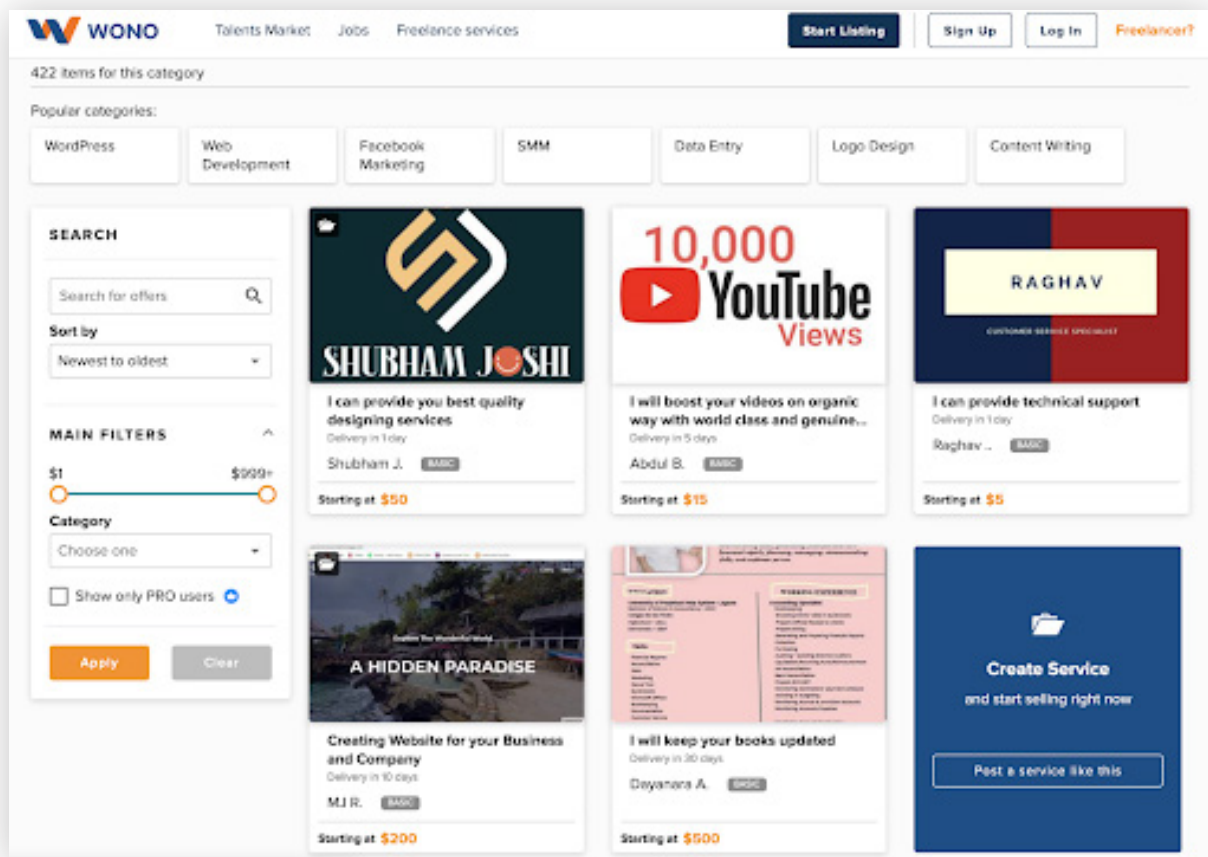 WONO Talents Market Jobs Freelance services Start Listing Sign Up Log In Freelancer?
422 items for this category
Popular categories:
WordPress
Web
Development
Facebook
Marketing
SMM
Data Entry
Logo Design
Content Writing
SEARCH
Search for offers
Sort by
Newest to oldest
MAIN FILTERS
$1 $999+
Category
Choose one
Show only PRO users
Apply Clear
SHUBHAM JOSHI
I can provide you best quality
designing services
Delivery in 1 day
Shubham J. BASIC
Starting at $50
10,000
YouTube
Views
I will boost your videos on organic
way with world class and genuine...
Delivery in 5 days
Abdul B. BASIC
Starting at $15
RAGHAV
CUSTOMER SERVICE SPECIALIST
I can provide technical support
Delivery in 1 day
Raghav .. BASIC
Starting at $5
Explore The Wonderful World
A HIDDEN PARADISE
Creating Website for your Business
and Company
Delivery in 10 days
MJ R. BASIC
Starting at $200
I will keep your books updated
Delivery in 30 days
Dayanara A. BASIC
Starting at $500
Create Service
and start selling right now
Post a service like this